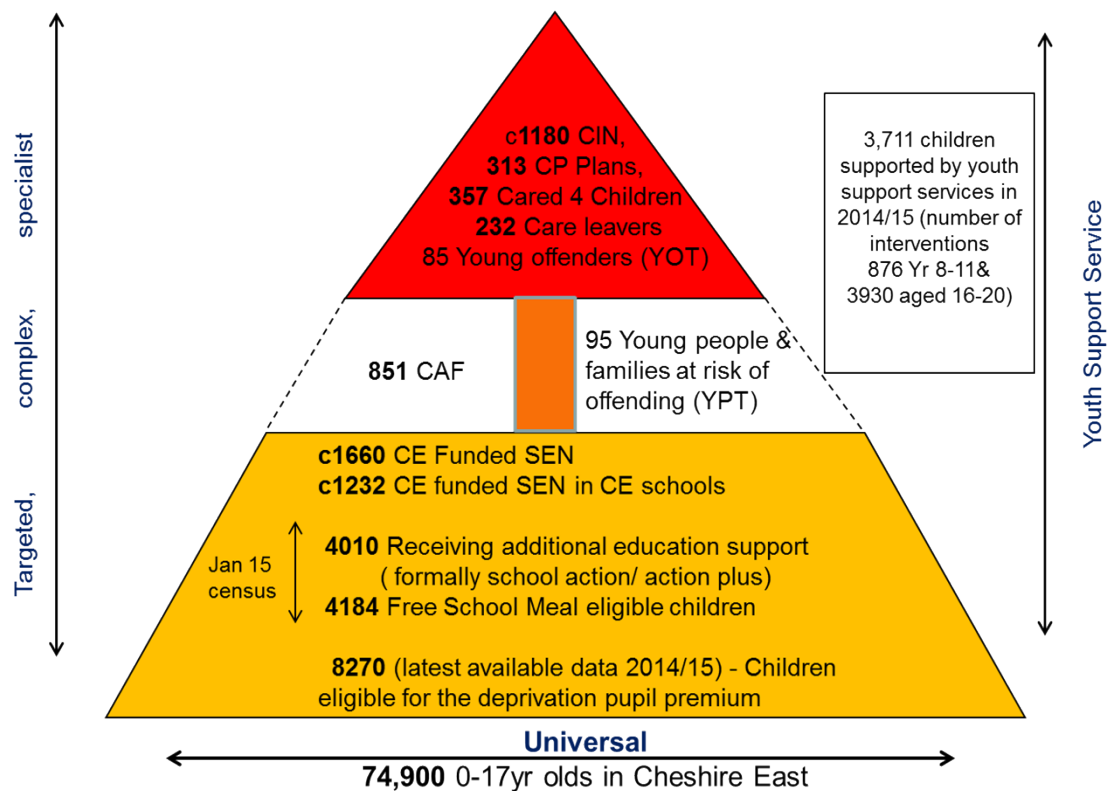 specialist
complex,
Targeted,
c1180 CIN,
313 CP Plans,
357 Cared 4 Children
232 Care leavers
85 Young offenders (YOT)
3,711 children
supported by youth
support services in
2014/15 (number of
interventions
876 Yr 8-11&
3930 aged 16-20)
Youth Support Service
851 CAF
95 Young people &
families at risk of
offending (YPT)
c1660 CE Funded SEN
c1232 CE funded SEN in CE schools
Jan 15
census
4010 Receiving additional education support
( formally school action/ action plus)
4184 Free School Meal eligible children
8270 (latest available data 2014/15) - Children
eligible for the deprivation pupil premium
Universal
74,900 0-17yr olds in Cheshire East